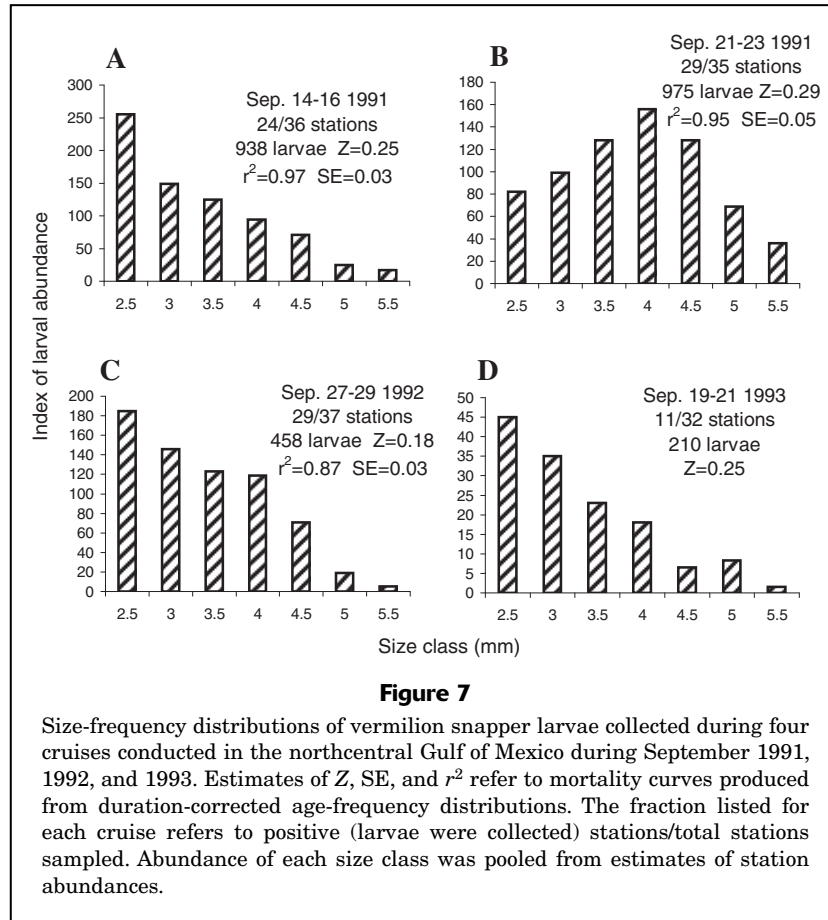 A
Sep. 14-16 1991
24/36 stations
938 larvae Z=0.25
r²=0.97 SE=0.03
300
250
200
150
100
50
0
2.5 3 3.5 4 4.5 5 5.5
B
Sep. 21-23 1991
29/35 stations
975 larvae Z=0.29
r²=0.95 SE=0.05
180
160
140
120
100
80
60
40
20
0
2.5 3 3.5 4 4.5 5 5.5
Index of larval abundance
C
Sep. 27-29 1992
29/37 stations
458 larvae Z=0.18
r²=0.87 SE=0.03
200
180
160
140
120
100
80
60
40
20
0
2.5 3 3.5 4 4.5 5 5.5
D
Sep. 19-21 1993
11/32 stations
210 larvae
Z=0.25
50
45
40
35
30
25
20
15
10
5
0
2.5 3 3.5 4 4.5 5 5.5
Size class (mm)
Figure 7
Size-frequency distributions of vermilion snapper larvae collected during four
cruises conducted in the northcentral Gulf of Mexico during September 1991,
1992, and 1993. Estimates of Z, SE, and r² refer to mortality curves produced
from duration-corrected age-frequency distributions. The fraction listed for
each cruise refers to positive (larvae were collected) stations/total stations
sampled. Abundance of each size class was pooled from estimates of station
abundances.